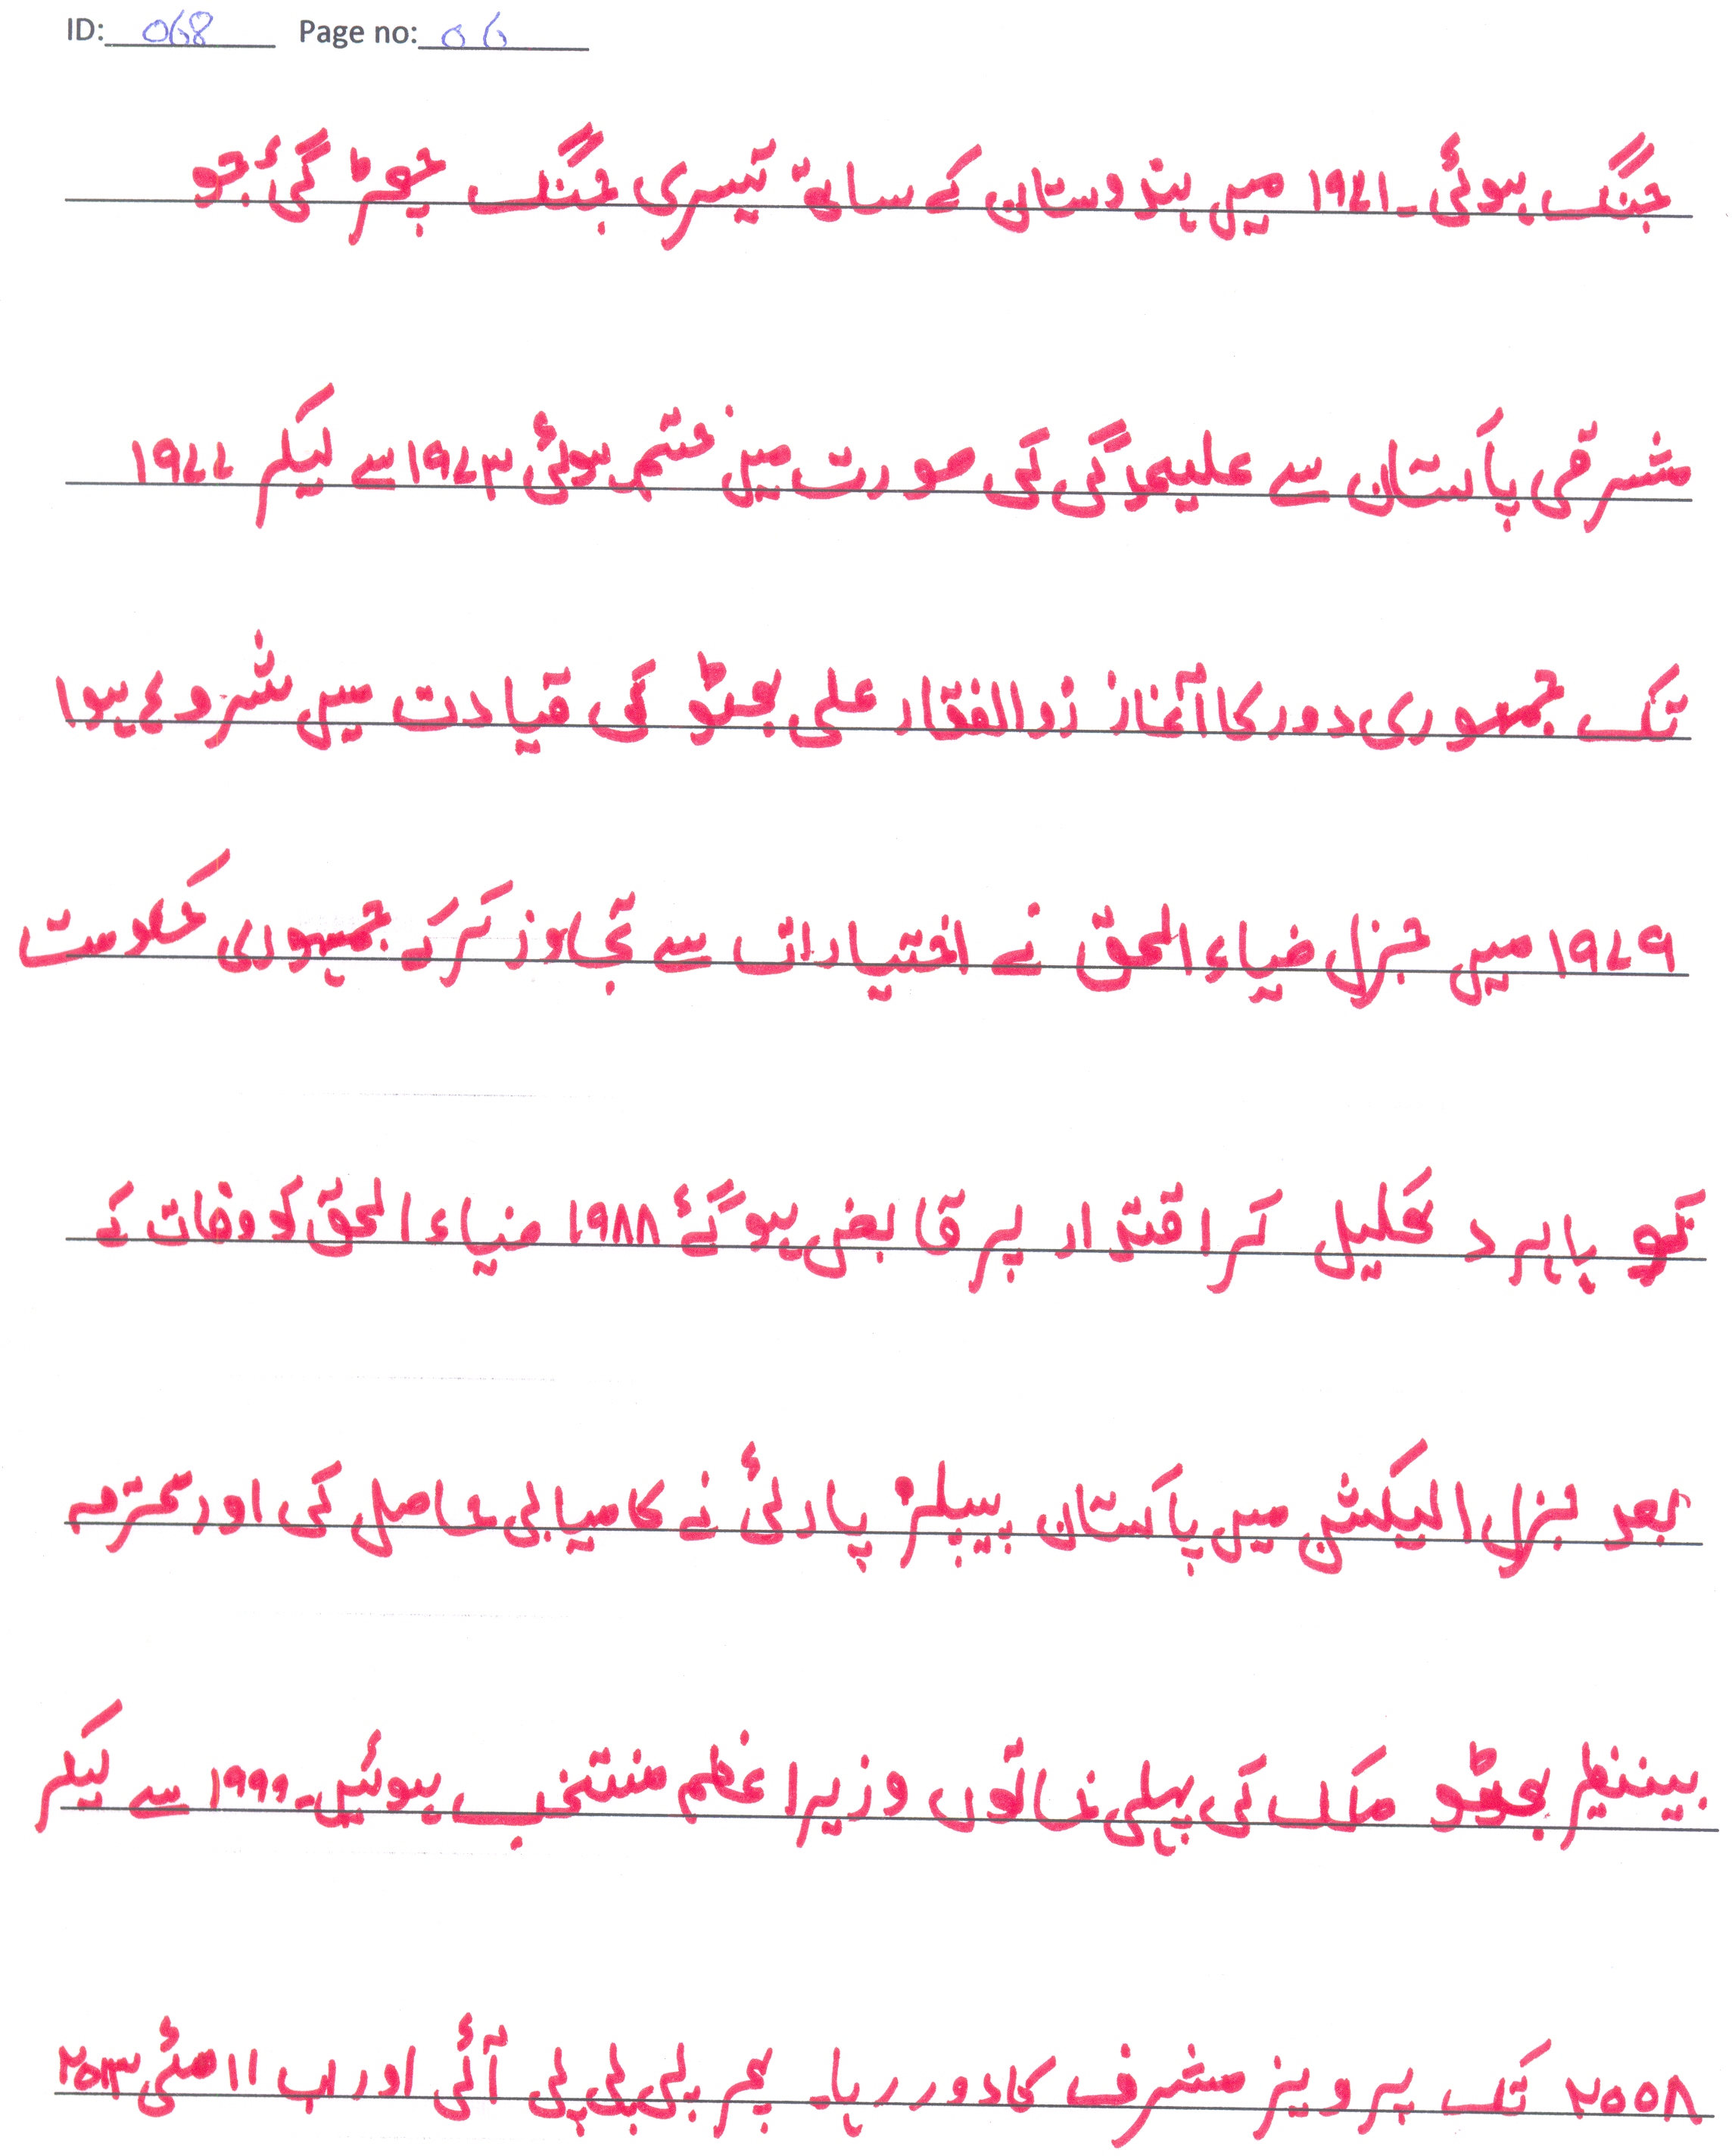 ID: 068 Page no: 06
جنگ ہوئی۔ ۱۹۷۱ میں ہندوستان کے ساتھ تیسری جنگ چھڑ گئی جو
مشرقی پاکستان سے علیحدگی کی صورت میں ختم ہوئی ۱۹۷۳ سے لیکر ۱۹۷۷
تک جمہوری دور کا آغاز ذوالفقار علی بھٹو کی قیادت میں شروع ہوا
۱۹۷۹ میں جنرل ضیاء الحق نے اختیارات سے تجاوز کرکے جمہوری حکومت
کو باہر دھکیل کر اقتدار پر قابض ہوگئے ۱۹۸۸ ضیاء الحق کو وفات کے
بعد جنرل الیکشن میں پاکستان پیپلز پارٹی نے کامیابی حاصل کی اور محترمہ
بینظیر بھٹو ملک کی پہلی خاتون وزیر اعظم منتخب ہوئیں۔ ۱۹۹۹ سے لیکر
۲۰۰۸ تک پرویز مشرف کا دور رہا۔ پھر پی پی پی آئی اور اب ۱۱ مئی ۲۰۱۳